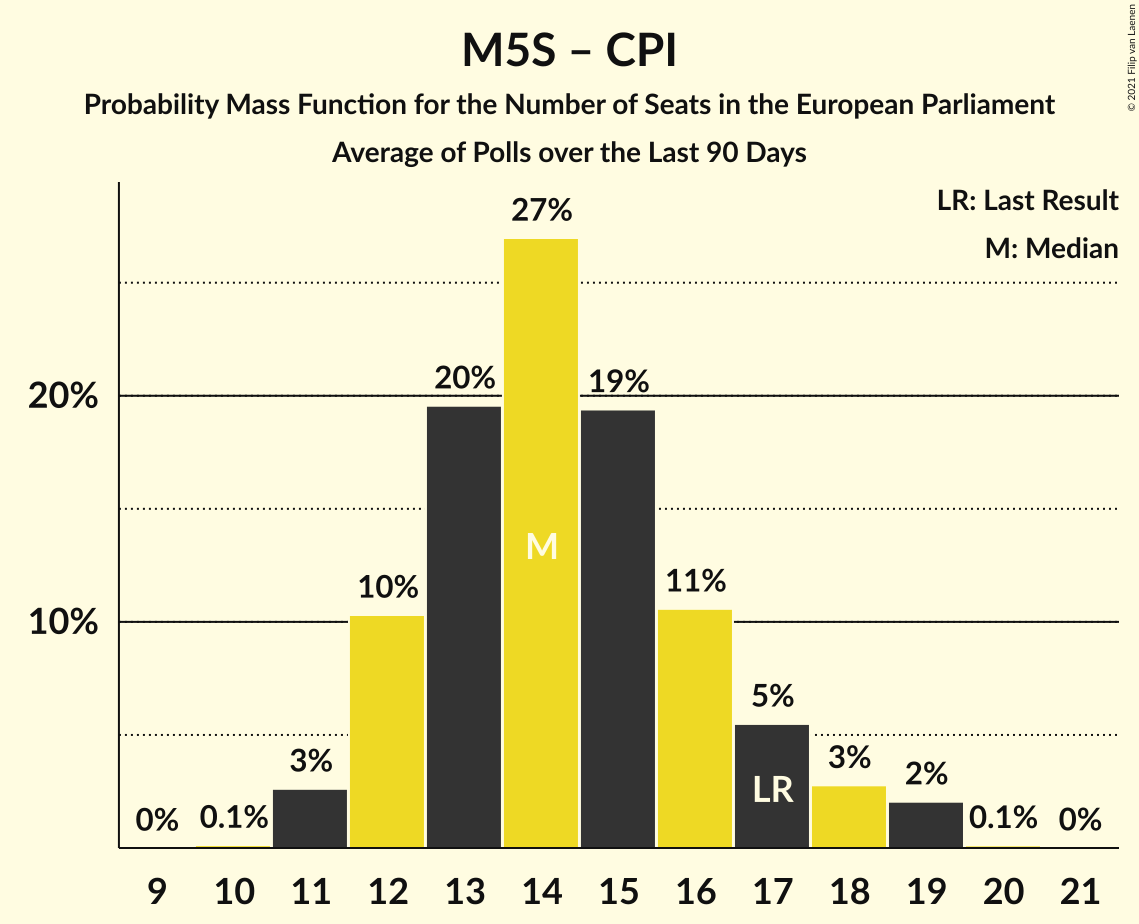 M5S – CPI
Probability Mass Function for the Number of Seats in the European Parliament
Average of Polls over the Last 90 Days
© 2021 Filip van Laenen
LR: Last Result
M: Median
27%
20%
20%
19%
M
10%
11%
10%
5%
3%
3%
2%
LR
0%
0.1%
0.1%
0%
9 10 11 12 13 14 15 16 17 18 19 20 21